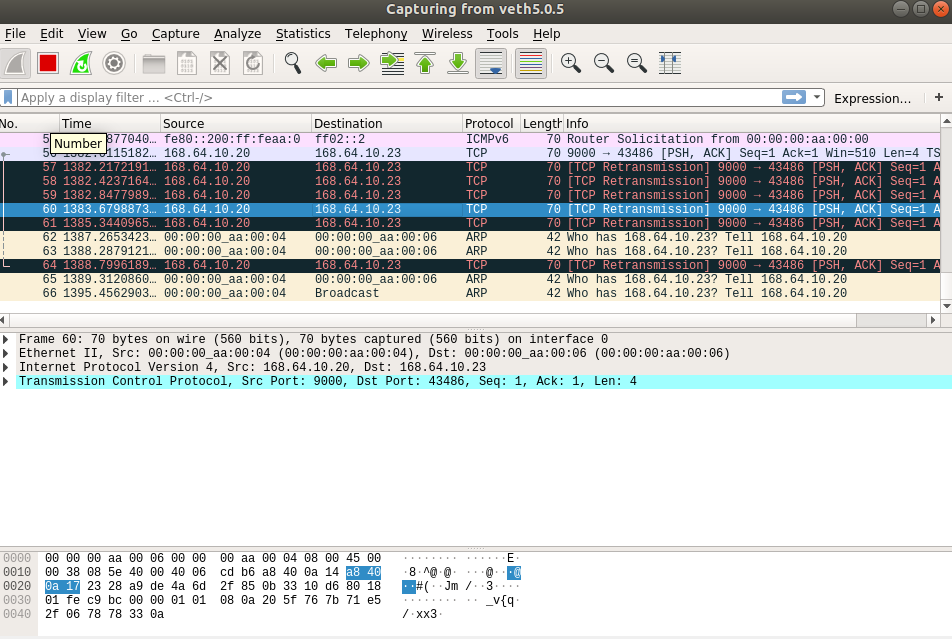 Capturing from veth5.0.5
File Edit View Go Capture Analyze Statistics Telephony Wireless Tools Help
Apply a display filter ... <Ctrl-/> Expression... +
No. Time Source Destination Protocol Length Info
5 877040... fe80::200:ff:feaa:0 ff02::2 ICMPv6 70 Router Solicitation from 00:00:00:aa:00:00
Number
115182... 168.64.10.20 168.64.10.23 TCP 70 9000 → 43486 [PSH, ACK] Seq=1 Ack=1 Win=510 Len=4 TS
57 1382.2172191... 168.64.10.20 168.64.10.23 TCP 70 [TCP Retransmission] 9000 → 43486 [PSH, ACK] Seq=1 A
58 1382.4237164... 168.64.10.20 168.64.10.23 TCP 70 [TCP Retransmission] 9000 → 43486 [PSH, ACK] Seq=1 A
59 1382.8477989... 168.64.10.20 168.64.10.23 TCP 70 [TCP Retransmission] 9000 → 43486 [PSH, ACK] Seq=1 A
60 1383.6798873... 168.64.10.20 168.64.10.23 TCP 70 [TCP Retransmission] 9000 → 43486 [PSH, ACK] Seq=1 A
61 1385.3440965... 168.64.10.20 168.64.10.23 TCP 70 [TCP Retransmission] 9000 → 43486 [PSH, ACK] Seq=1 A
62 1387.2653423... 00:00:00_aa:00:04 00:00:00_aa:00:06 ARP 42 Who has 168.64.10.23? Tell 168.64.10.20
63 1388.2879121... 00:00:00_aa:00:04 00:00:00_aa:00:06 ARP 42 Who has 168.64.10.23? Tell 168.64.10.20
64 1388.7996189... 168.64.10.20 168.64.10.23 TCP 70 [TCP Retransmission] 9000 → 43486 [PSH, ACK] Seq=1 A
65 1389.3120860... 00:00:00_aa:00:04 00:00:00_aa:00:06 ARP 42 Who has 168.64.10.23? Tell 168.64.10.20
66 1395.4562903... 00:00:00_aa:00:04 Broadcast ARP 42 Who has 168.64.10.23? Tell 168.64.10.20
Frame 60: 70 bytes on wire (560 bits), 70 bytes captured (560 bits) on interface 0
Ethernet II, Src: 00:00:00_aa:00:04 (00:00:00:aa:00:04), Dst: 00:00:00_aa:00:06 (00:00:00:aa:00:06)
Internet Protocol Version 4, Src: 168.64.10.20, Dst: 168.64.10.23
Transmission Control Protocol, Src Port: 9000, Dst Port: 43486, Seq: 1, Ack: 1, Len: 4
0000 00 00 00 aa 00 06 00 00 00 aa 00 04 08 00 45 00 ········ ······E·
0010 00 38 08 5e 40 00 40 06 cd b6 a8 40 0a 14 a8 40 ·8·^@·@· ···@···@
0020 0a 17 23 28 a9 de 4a 6d 2f 85 0b 33 10 d6 80 18 ··#(··Jm /··3····
0030 01 fe c9 bc 00 00 01 01 08 0a 20 5f 76 7b 71 e5 ········ ·· _v{q·
0040 2f 06 78 78 33 0a /·xx3·